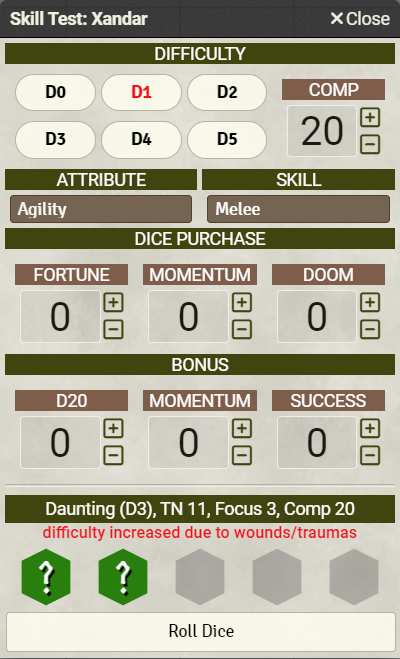 Skill Test: Xandar ✕Close
DIFFICULTY
D0 D1 D2
COMP
20
+
−
D3 D4 D5
ATTRIBUTE SKILL
Agility Melee
DICE PURCHASE
FORTUNE MOMENTUM DOOM
0 + − 0 + − 0 + −
BONUS
D20 MOMENTUM SUCCESS
0 + − 0 + − 0 + −
Daunting (D3), TN 11, Focus 3, Comp 20
difficulty increased due to wounds/traumas
? ?
Roll Dice